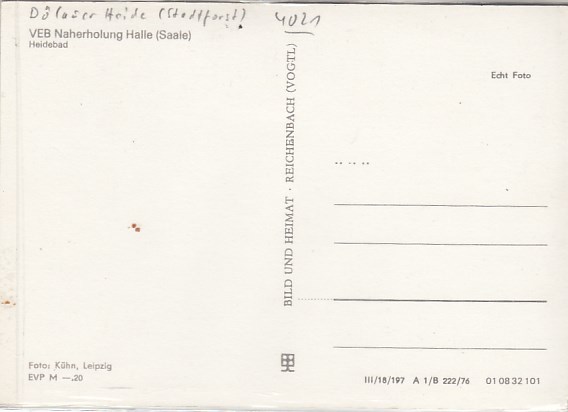 Dölauer Heide (Stadtforst)
4021
VEB Naherholung Halle (Saale)
Heidebad
BILD UND HEIMAT · REICHENBACH (VOGTL)
Echt Foto
Foto: Kühn, Leipzig
EVP M —.20
III/18/197 A 1/B 222/76 01 08 32 101